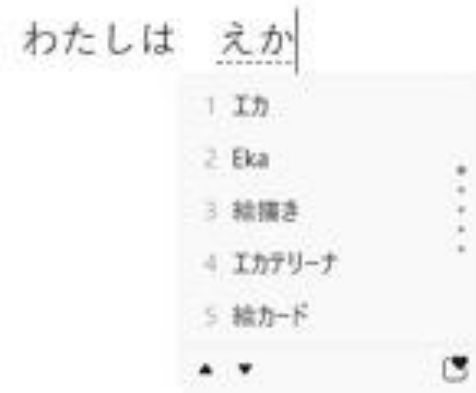 わたしは　えか
1 エカ
2 Eka
3 絵描き
4 エカテリーナ
5 絵カード